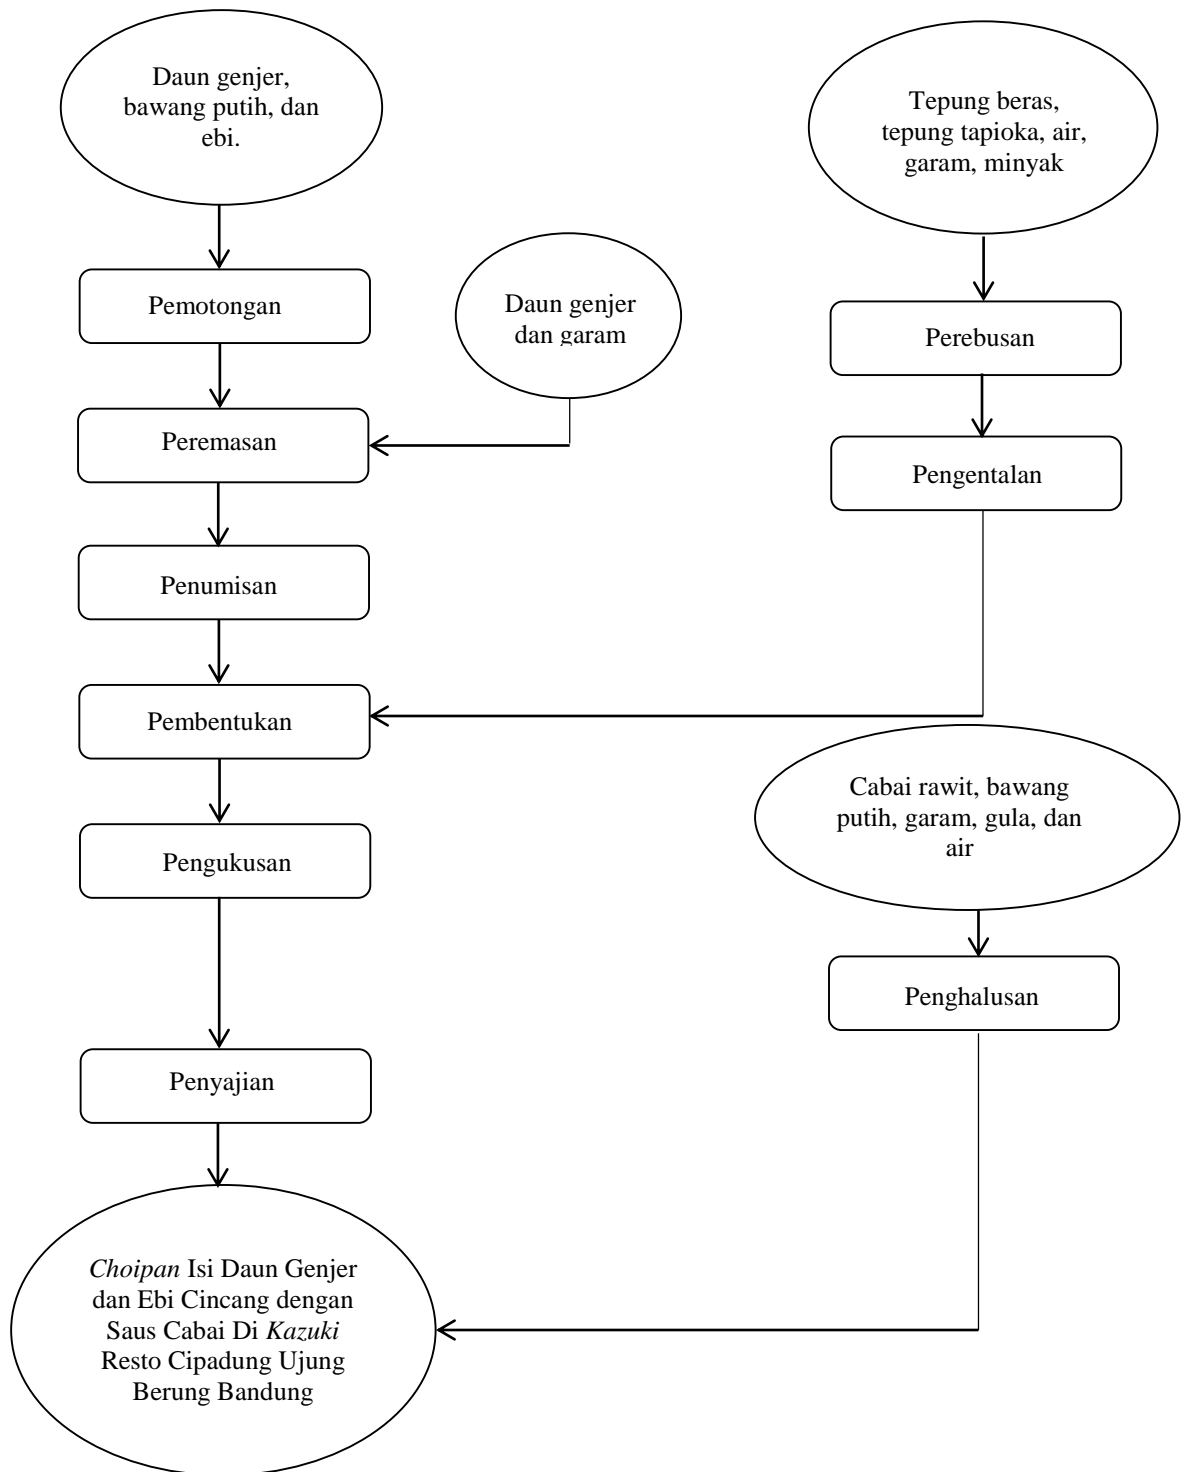 Daun genjer,
bawang putih, dan
ebi.
Tepung beras,
tepung tapioka, air,
garam, minyak
Pemotongan
Daun genjer
dan garam
Perebusan
Peremasan
Pengentalan
Penumisan
Pembentukan
Cabai rawit, bawang
putih, garam, gula, dan
air
Pengukusan
Penghalusan
Penyajian
Choipan Isi Daun Genjer
dan Ebi Cincang dengan
Saus Cabai Di Kazuki
Resto Cipadung Ujung
Berung Bandung